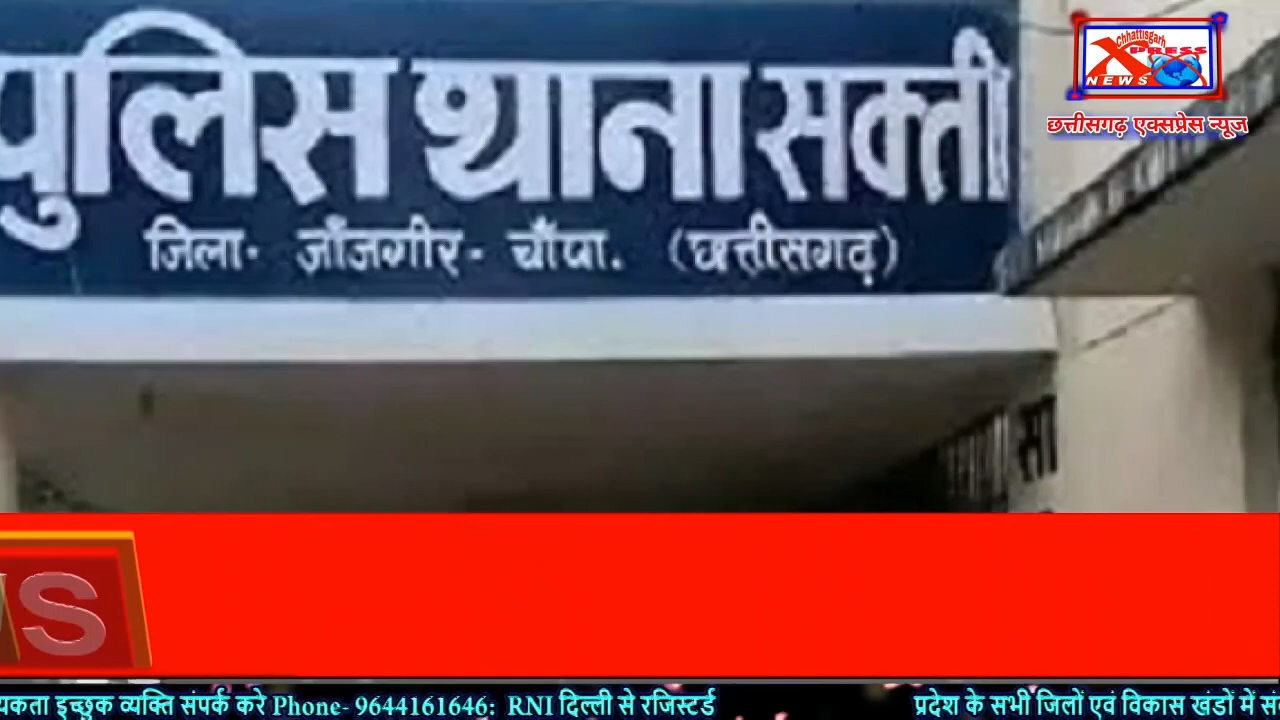 पुलिस थाना सक्ती
जिला- जाँजगीर- चाँपा. (छत्तीसगढ़)
Chhattisgarh
XPRESS
NEWS
छत्तीसगढ़ एक्सप्रेस न्यूज
इच्छुक व्यक्ति संपर्क करे Phone- 9644161646: RNI दिल्ली से रजिस्टर्ड
प्रदेश के सभी जिलों एवं विकास खंडों में